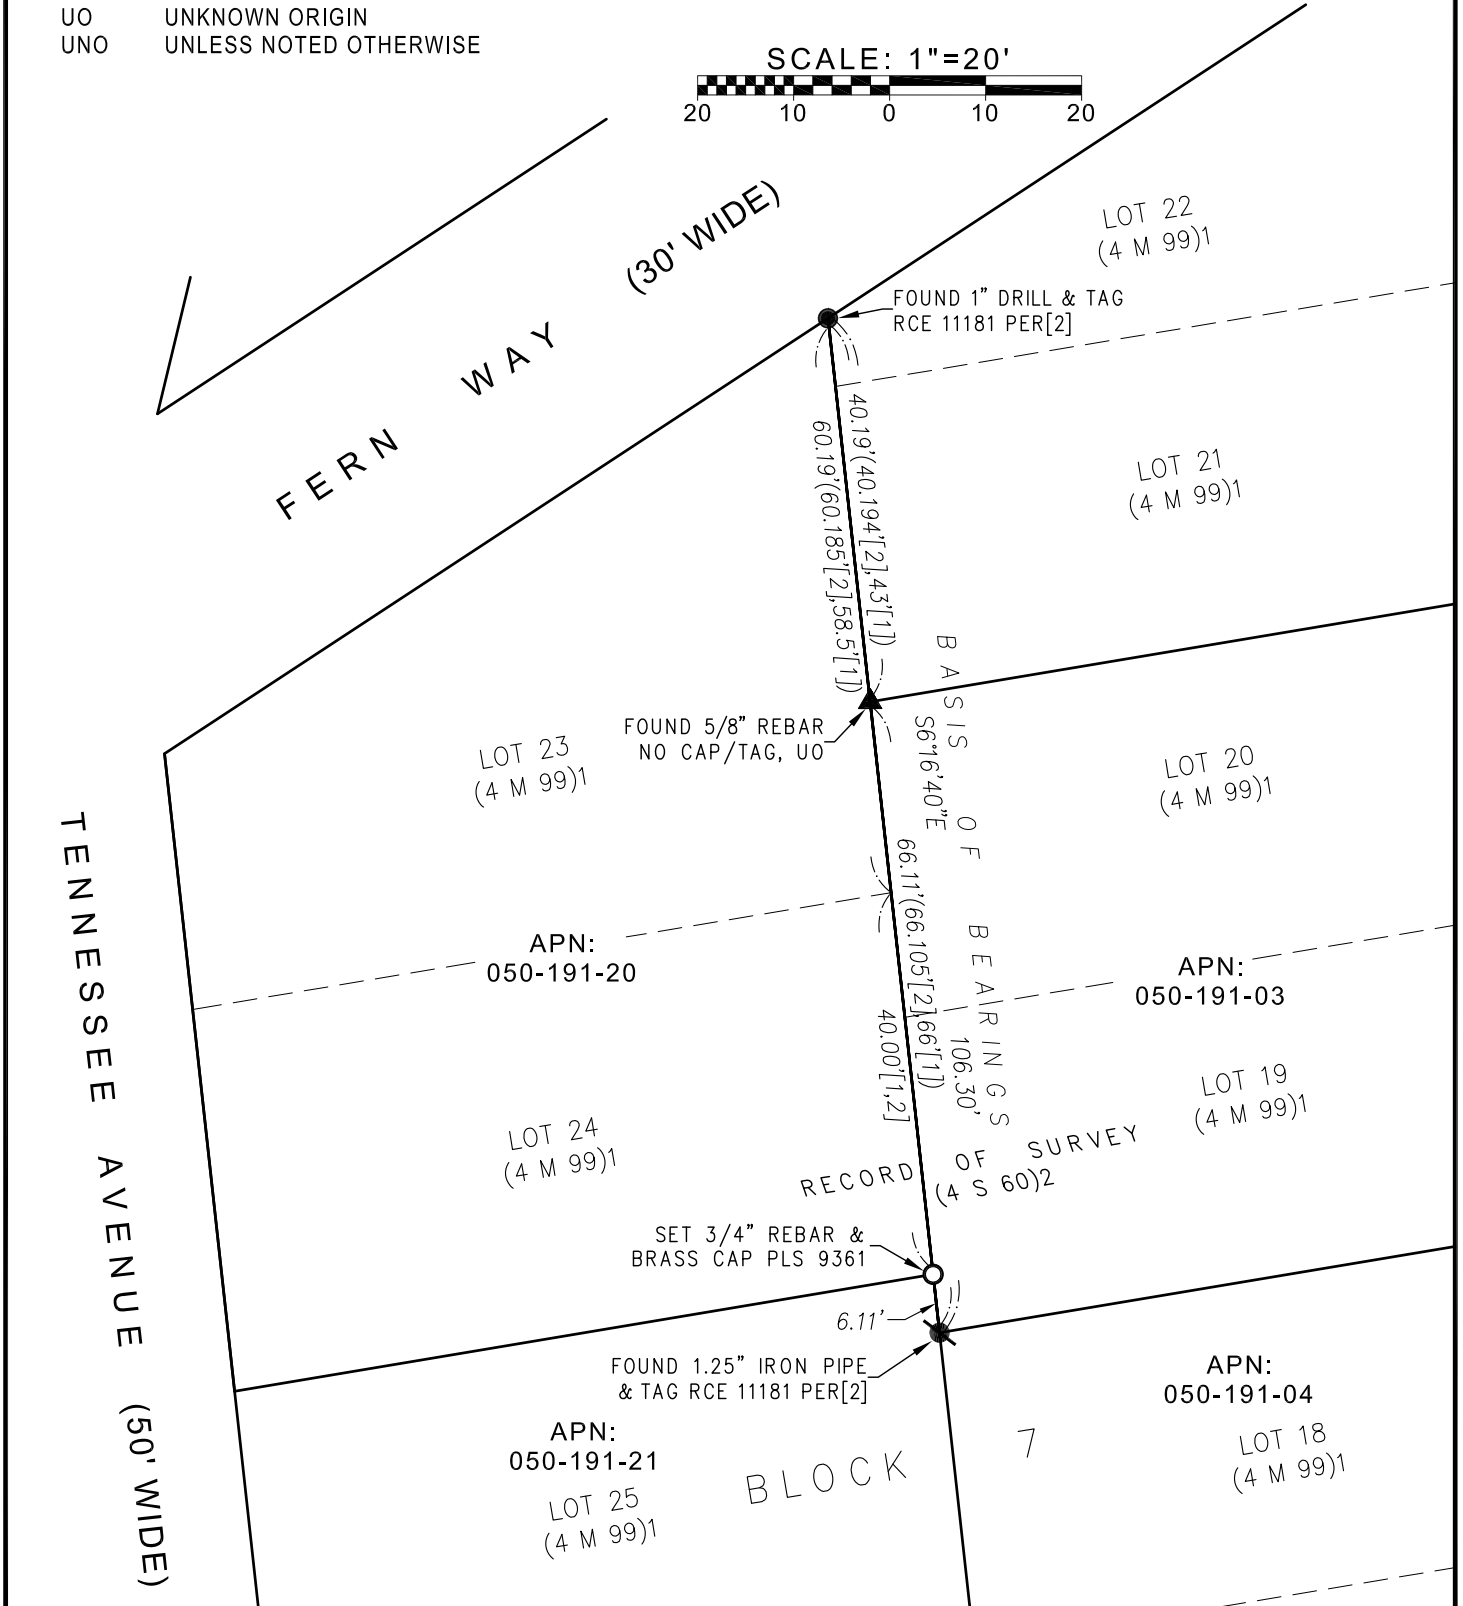 UO UNKNOWN ORIGIN
UNO UNLESS NOTED OTHERWISE
SCALE: 1"=20'
20 10 0 10 20
(30' WIDE)
FERN WAY
LOT 22
(4 M 99)1
FOUND 1" DRILL & TAG
RCE 11181 PER[2]
40.19'(40.194'[2],43'[1])
60.19'(60.185'[2],58.5'[1])
LOT 21
(4 M 99)1
BASIS OF BEARINGS
S6°16'40"E
106.30'
FOUND 5/8" REBAR
NO CAP/TAG, UO
LOT 23
(4 M 99)1
LOT 20
(4 M 99)1
TENNESSEE AVENUE (50' WIDE)
66.11'(66.105'[2],66'[1])
40.00'[1,2]
APN:
050-191-20
APN:
050-191-03
LOT 19
(4 M 99)1
LOT 24
(4 M 99)1
RECORD OF SURVEY
(4 S 60)2
SET 3/4" REBAR &
BRASS CAP PLS 9361
6.11'
FOUND 1.25" IRON PIPE
& TAG RCE 11181 PER[2]
APN:
050-191-04
LOT 18
(4 M 99)1
APN:
050-191-21
LOT 25
(4 M 99)1
BLOCK 7